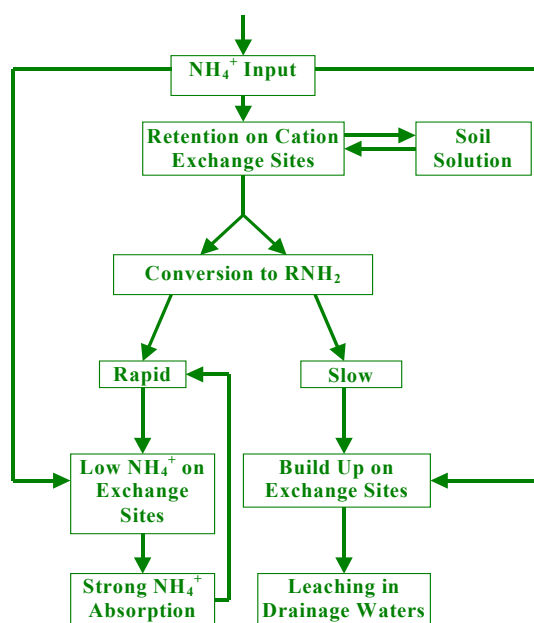 NH₄⁺ Input
Retention on Cation
Exchange Sites
Soil
Solution
Conversion to RNH₂
Rapid
Slow
Low NH₄⁺ on
Exchange
Sites
Build Up on
Exchange Sites
Strong NH₄⁺
Absorption
Leaching in
Drainage Waters